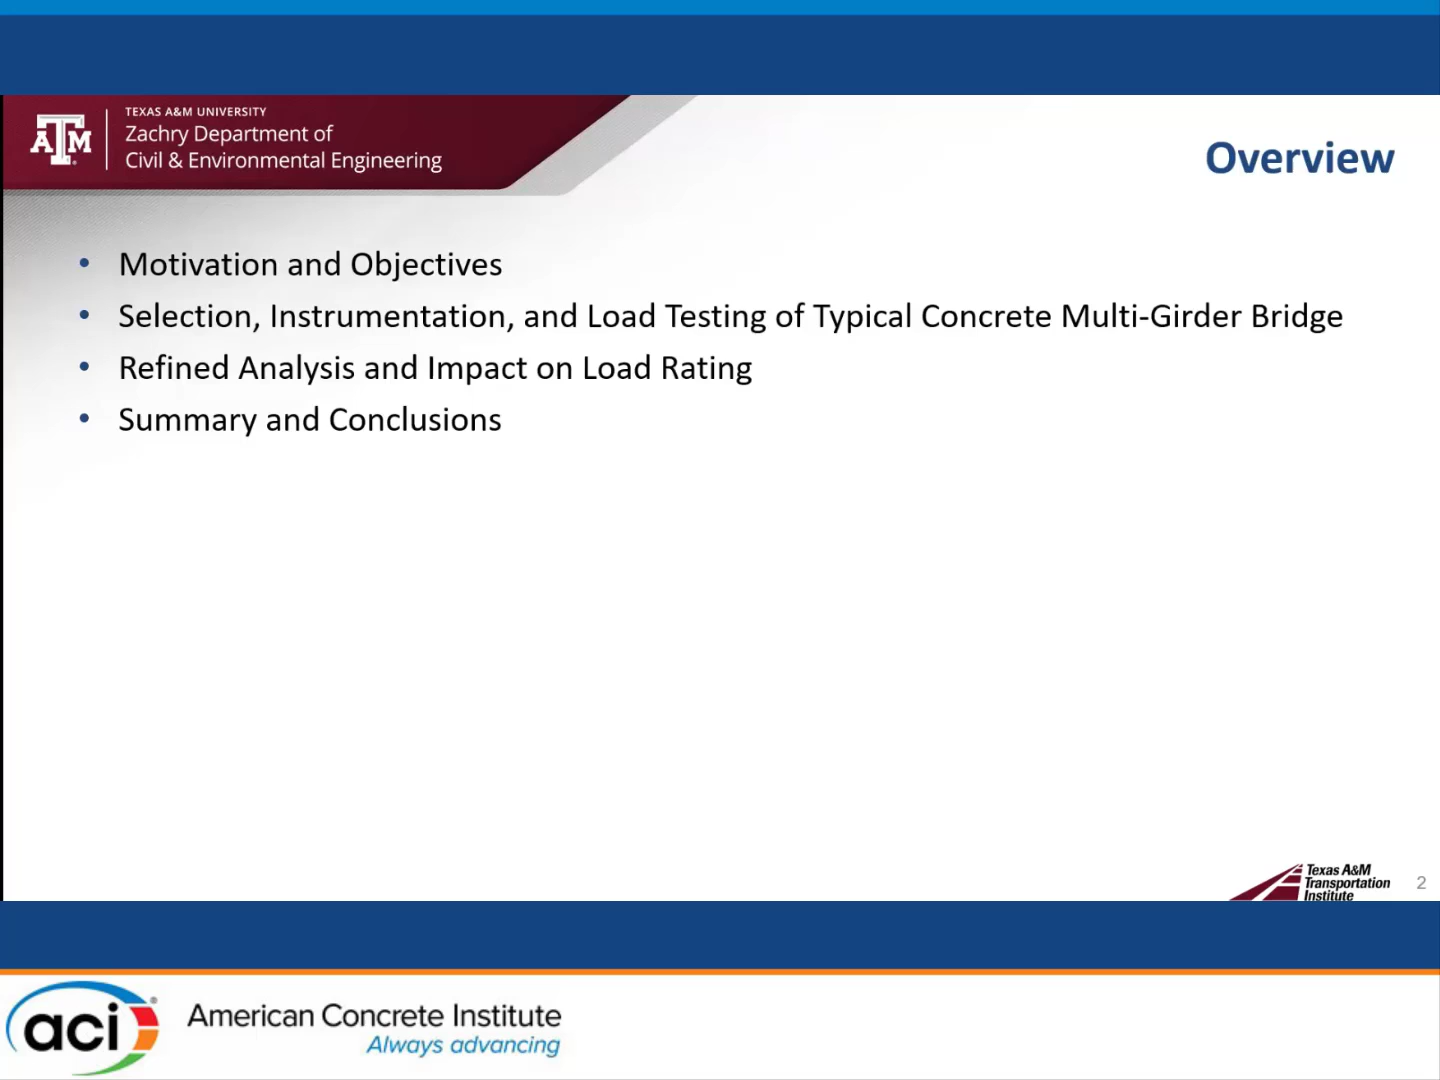 TEXAS A&M UNIVERSITY
Zachry Department of
Civil & Environmental Engineering
ATM
Overview
• Motivation and Objectives
• Selection, Instrumentation, and Load Testing of Typical Concrete Multi-Girder Bridge
• Refined Analysis and Impact on Load Rating
• Summary and Conclusions
Texas A&M
Transportation
Institute
2
aci
American Concrete Institute
Always advancing